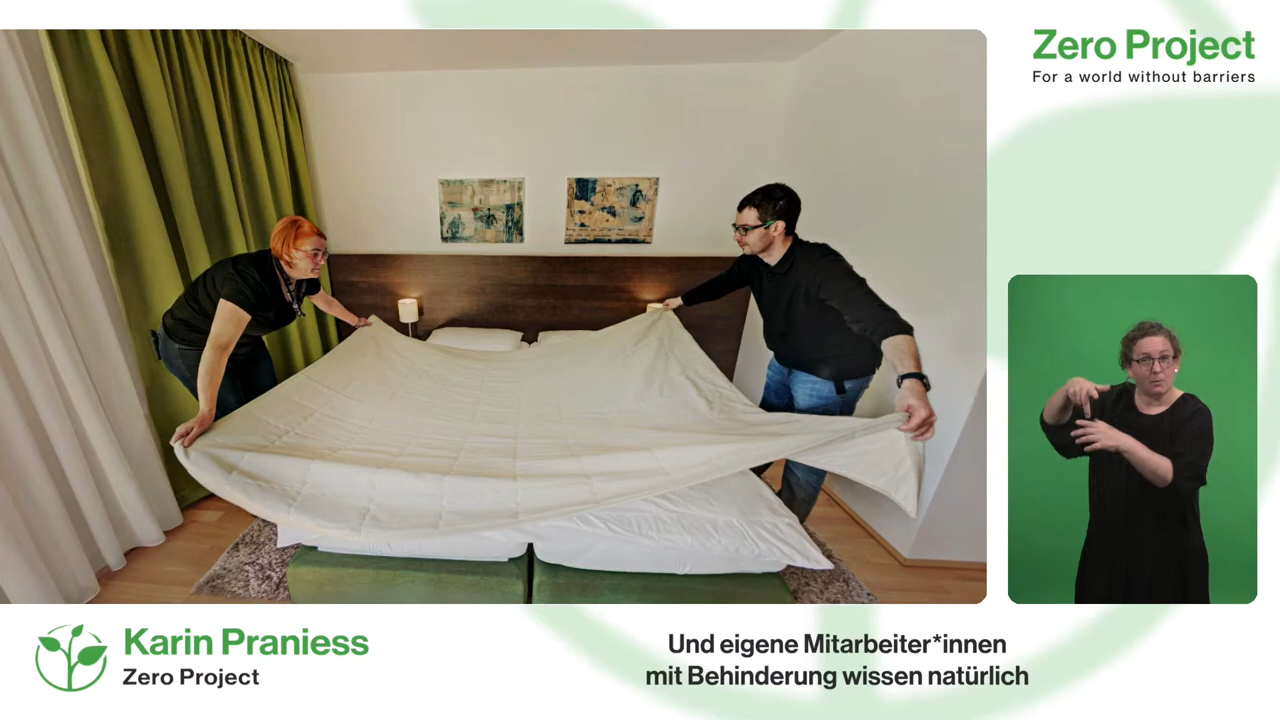 Zero Project
For a world without barriers
Karin Praniess
Zero Project
Und eigene Mitarbeiter*innen
mit Behinderung wissen natürlich